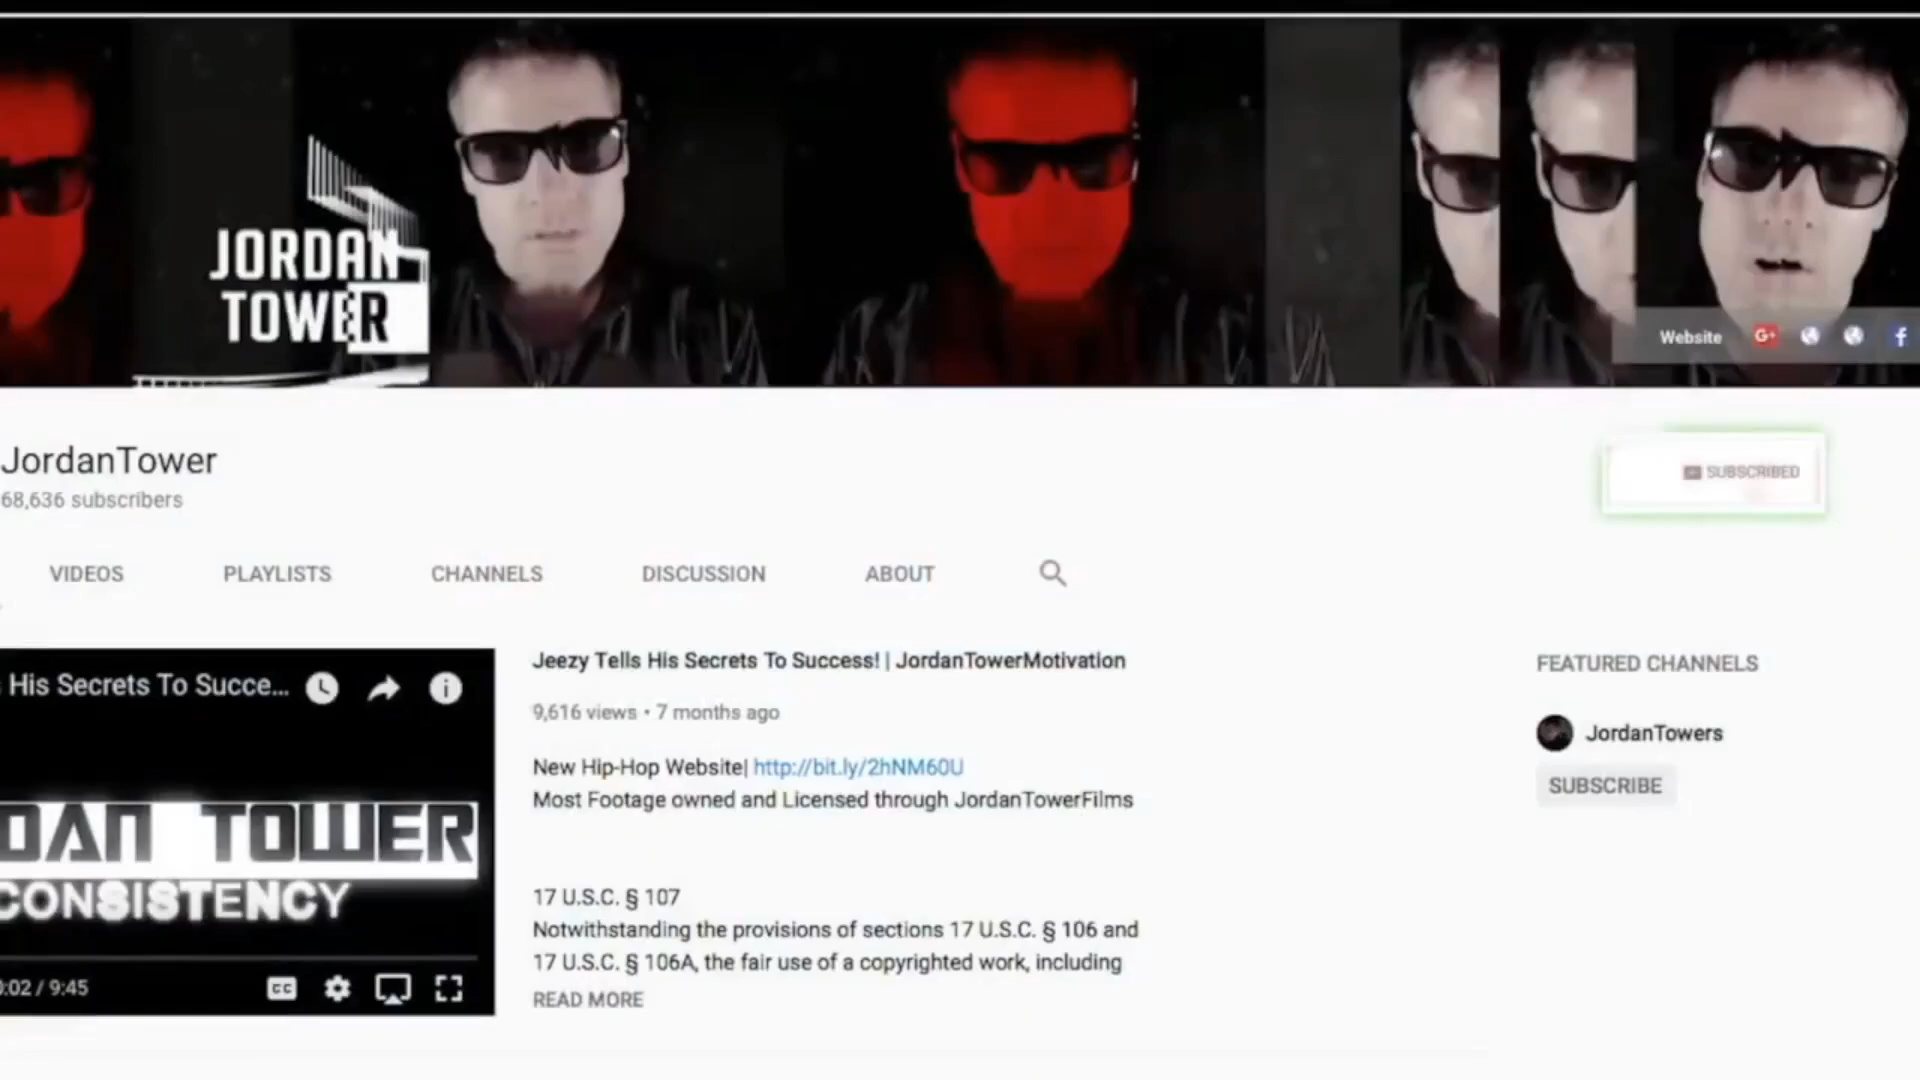 JORDAN
TOWER
Website
JordanTower
68,636 subscribers
SUBSCRIBED
VIDEOS PLAYLISTS CHANNELS DISCUSSION ABOUT
His Secrets To Succe...
DAN TOWER
CONSISTENCY
:02 / 9:45
CC
Jeezy Tells His Secrets To Success! | JordanTowerMotivation
9,616 views • 7 months ago
New Hip-Hop Website| http://bit.ly/2hNM60U
Most Footage owned and Licensed through JordanTowerFilms
17 U.S.C. § 107
Notwithstanding the provisions of sections 17 U.S.C. § 106 and
17 U.S.C. § 106A, the fair use of a copyrighted work, including
READ MORE
FEATURED CHANNELS
JordanTowers
SUBSCRIBE